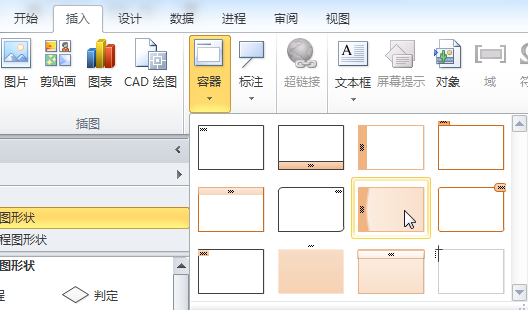 开始 插入 设计 数据 进程 审阅 视图
图片 剪贴画 图表 CAD 绘图 容器 标注 超链接 文本框 屏幕提示 对象 域 符
插图
图形状
程图形状
图形状
程 判定